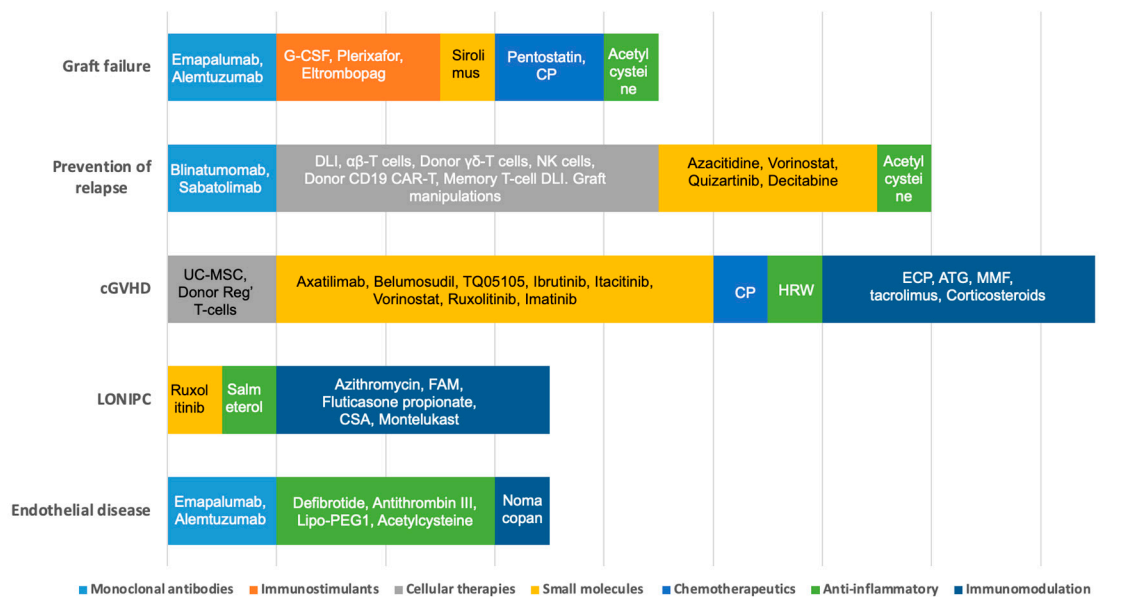 Graft failure
Emapalumab,
Alemtuzumab
G-CSF, Plerixafor,
Eltrombopag
Siroli
mus
Pentostatin,
CP
Acetyl
cystei
ne
Prevention of
relapse
Blinatumomab,
Sabatolimab
DLI, αβ-T cells, Donor γδ-T cells, NK cells,
Donor CD19 CAR-T, Memory T-cell DLI. Graft
manipulations
Azacitidine, Vorinostat,
Quizartinib, Decitabine
Acetyl
cystei
ne
cGVHD
UC-MSC,
Donor Reg'
T-cells
Axatilimab, Belumosudil, TQ05105, Ibrutinib, Itacitinib,
Vorinostat, Ruxolitinib, Imatinib
CP
HRW
ECP, ATG, MMF,
tacrolimus, Corticosteroids
LONIPC
Ruxol
itinib
Salm
eterol
Azithromycin, FAM,
Fluticasone propionate,
CSA, Montelukast
Endothelial disease
Emapalumab,
Alemtuzumab
Defibrotide, Antithrombin III,
Lipo-PEG1, Acetylcysteine
Noma
copan
Monoclonal antibodies
Immunostimulants
Cellular therapies
Small molecules
Chemotherapeutics
Anti-inflammatory
Immunomodulation